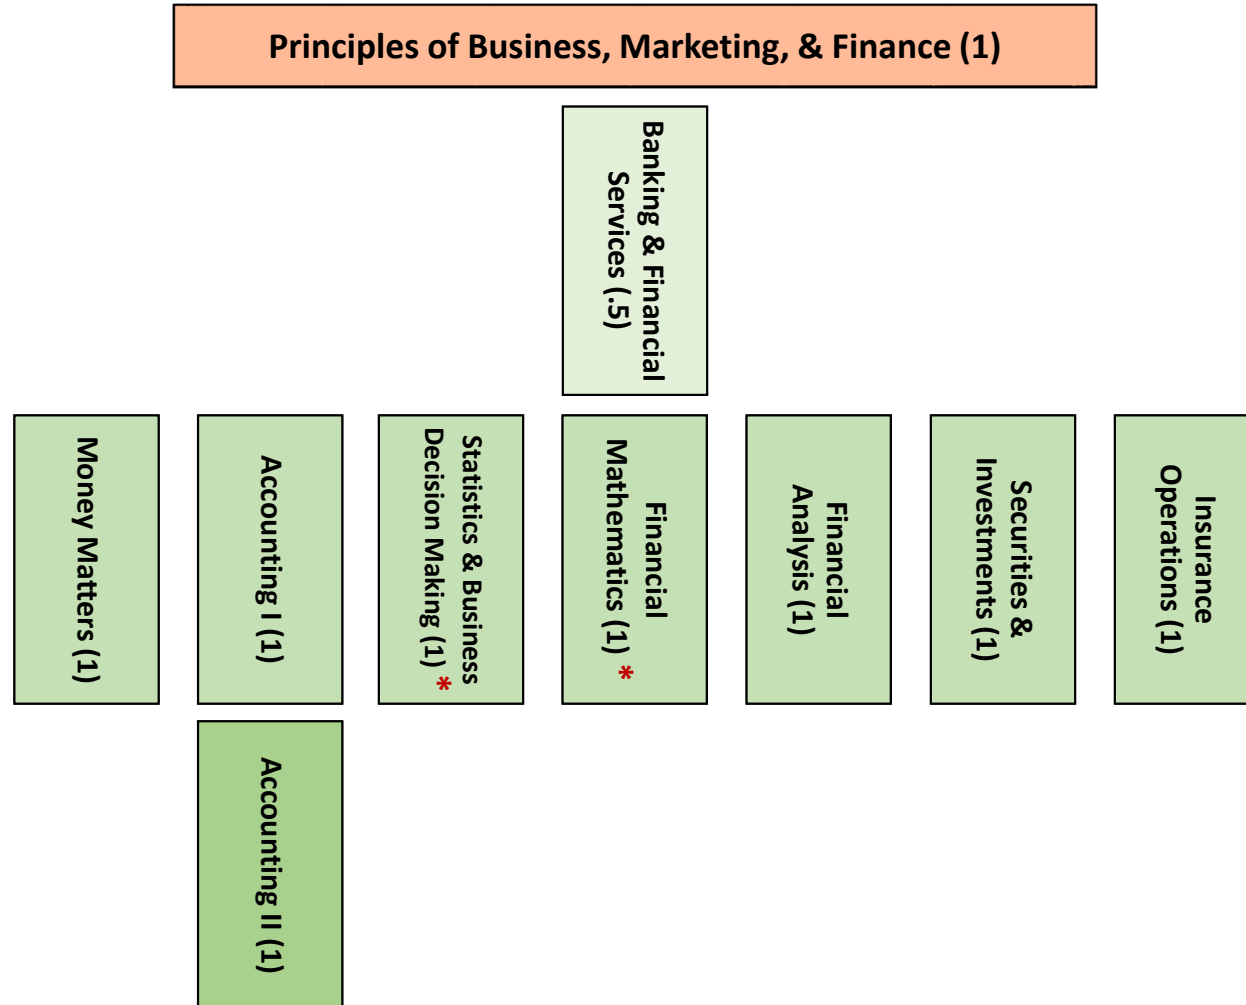 Principles of Business, Marketing, & Finance (1)
Banking & Financial
Services (.5)
Money Matters (1)
Accounting I (1)
Statistics & Business
Decision Making (1) *
Financial
Mathematics (1) *
Financial
Analysis (1)
Securities &
Investments (1)
Insurance
Operations (1)
Accounting II (1)